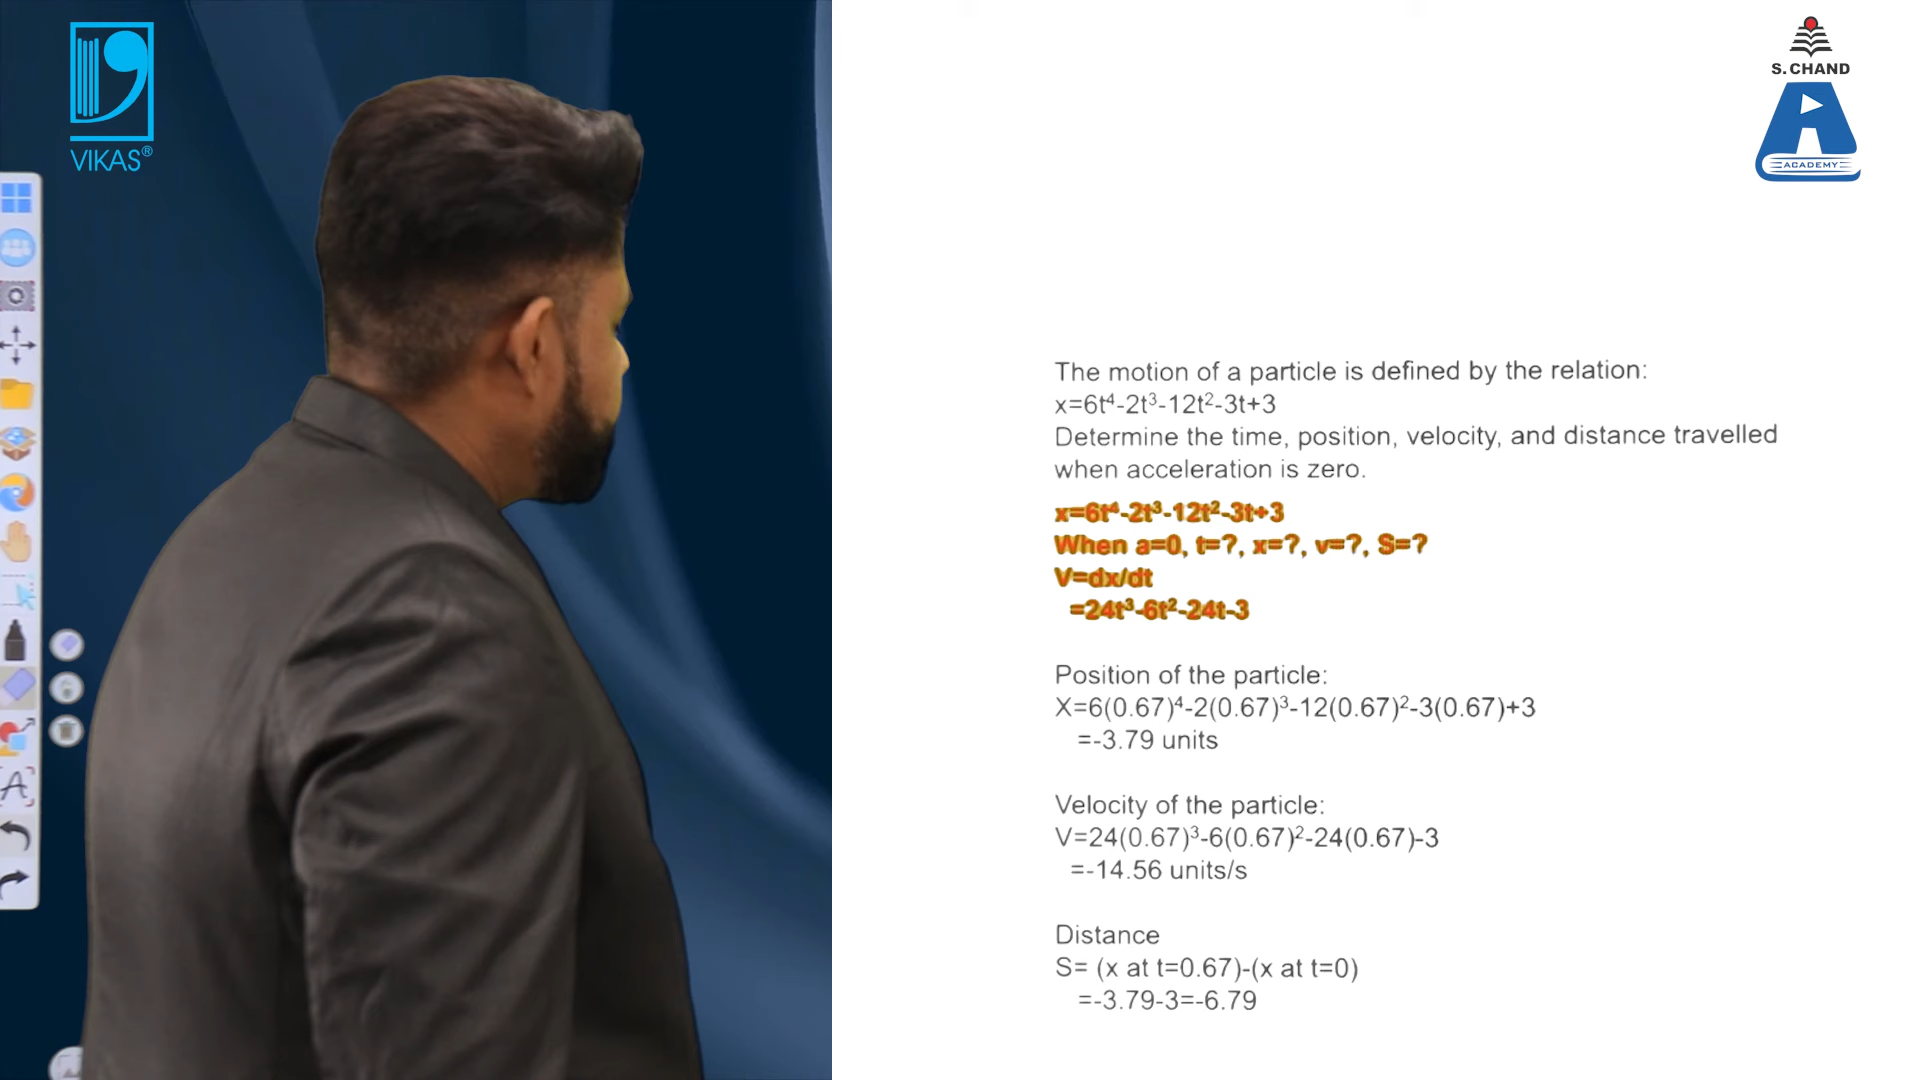 VIKAS®
S. CHAND
ACADEMY
The motion of a particle is defined by the relation:
x=6t⁴-2t³-12t²-3t+3
Determine the time, position, velocity, and distance travelled
when acceleration is zero.
x=6t⁴-2t³-12t²-3t+3
When a=0, t=?, x=?, v=?, S=?
V=dx/dt
=24t³-6t²-24t-3
Position of the particle:
X=6(0.67)⁴-2(0.67)³-12(0.67)²-3(0.67)+3
=-3.79 units
Velocity of the particle:
V=24(0.67)³-6(0.67)²-24(0.67)-3
=-14.56 units/s
Distance
S= (x at t=0.67)-(x at t=0)
=-3.79-3=-6.79